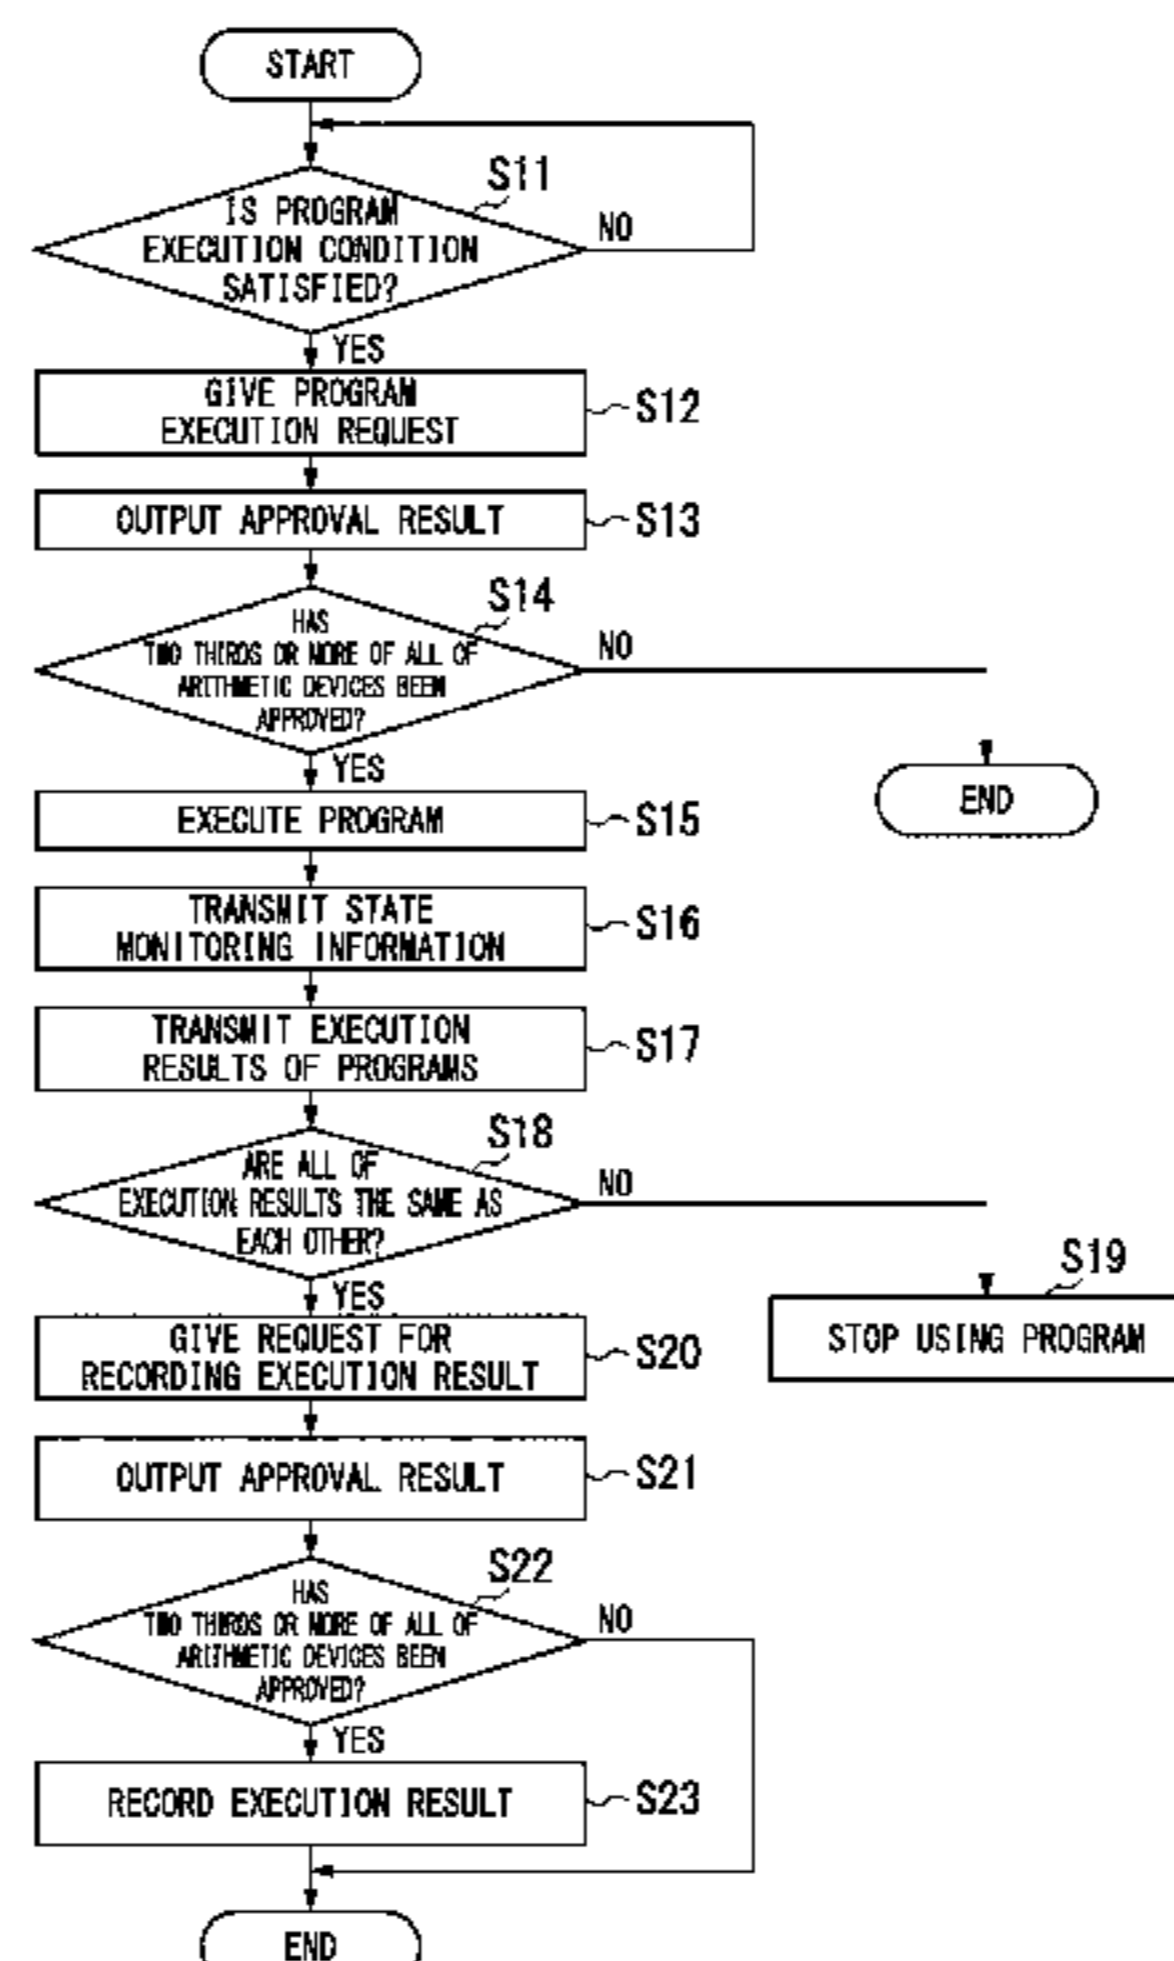 START
S11
IS PROGRAM
EXECUTION CONDITION
SATISFIED?
NO
YES
GIVE PROGRAM
EXECUTION REQUEST
S12
OUTPUT APPROVAL RESULT
S13
S14
HAS
TWO THIRDS OR MORE OF ALL OF
ARITHMETIC DEVICES BEEN
APPROVED?
NO
YES
END
EXECUTE PROGRAM
S15
TRANSMIT STATE
MONITORING INFORMATION
S16
TRANSMIT EXECUTION
RESULTS OF PROGRAMS
S17
S18
ARE ALL OF
EXECUTION RESULTS THE SAME AS
EACH OTHER?
NO
YES
S19
STOP USING PROGRAM
GIVE REQUEST FOR
RECORDING EXECUTION RESULT
S20
OUTPUT APPROVAL RESULT
S21
S22
HAS
TWO THIRDS OR MORE OF ALL OF
ARITHMETIC DEVICES BEEN
APPROVED?
NO
YES
RECORD EXECUTION RESULT
S23
END